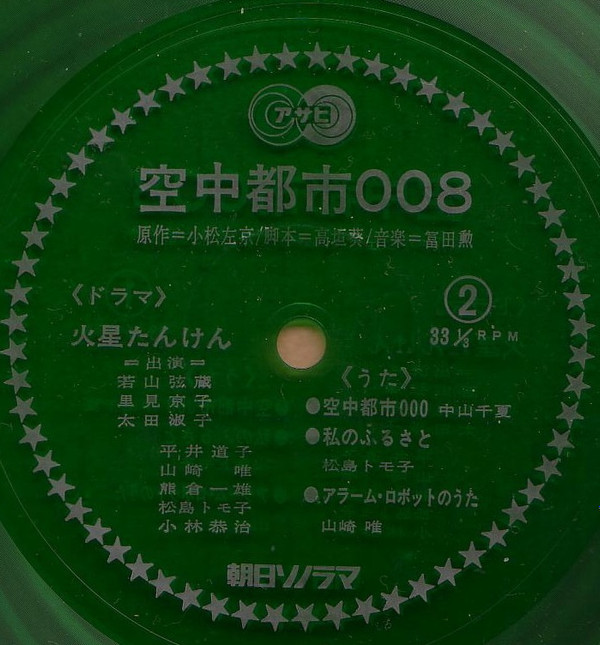 アサヒ
空中都市008
原作=小松左京/脚本=高垣葵/音楽=冨田勲
〈ドラマ〉
火星たんけん
=出演=
若山弦蔵
里見京子
太田淑子
平井道子
山崎唯
熊倉一雄
松島トモ子
小林恭治
②
33 1/3 RPM
〈うた〉
●空中都市000 中山千夏
●私のふるさと
松島トモ子
●アラーム・ロボットのうた
山崎唯
朝日ソノラマ